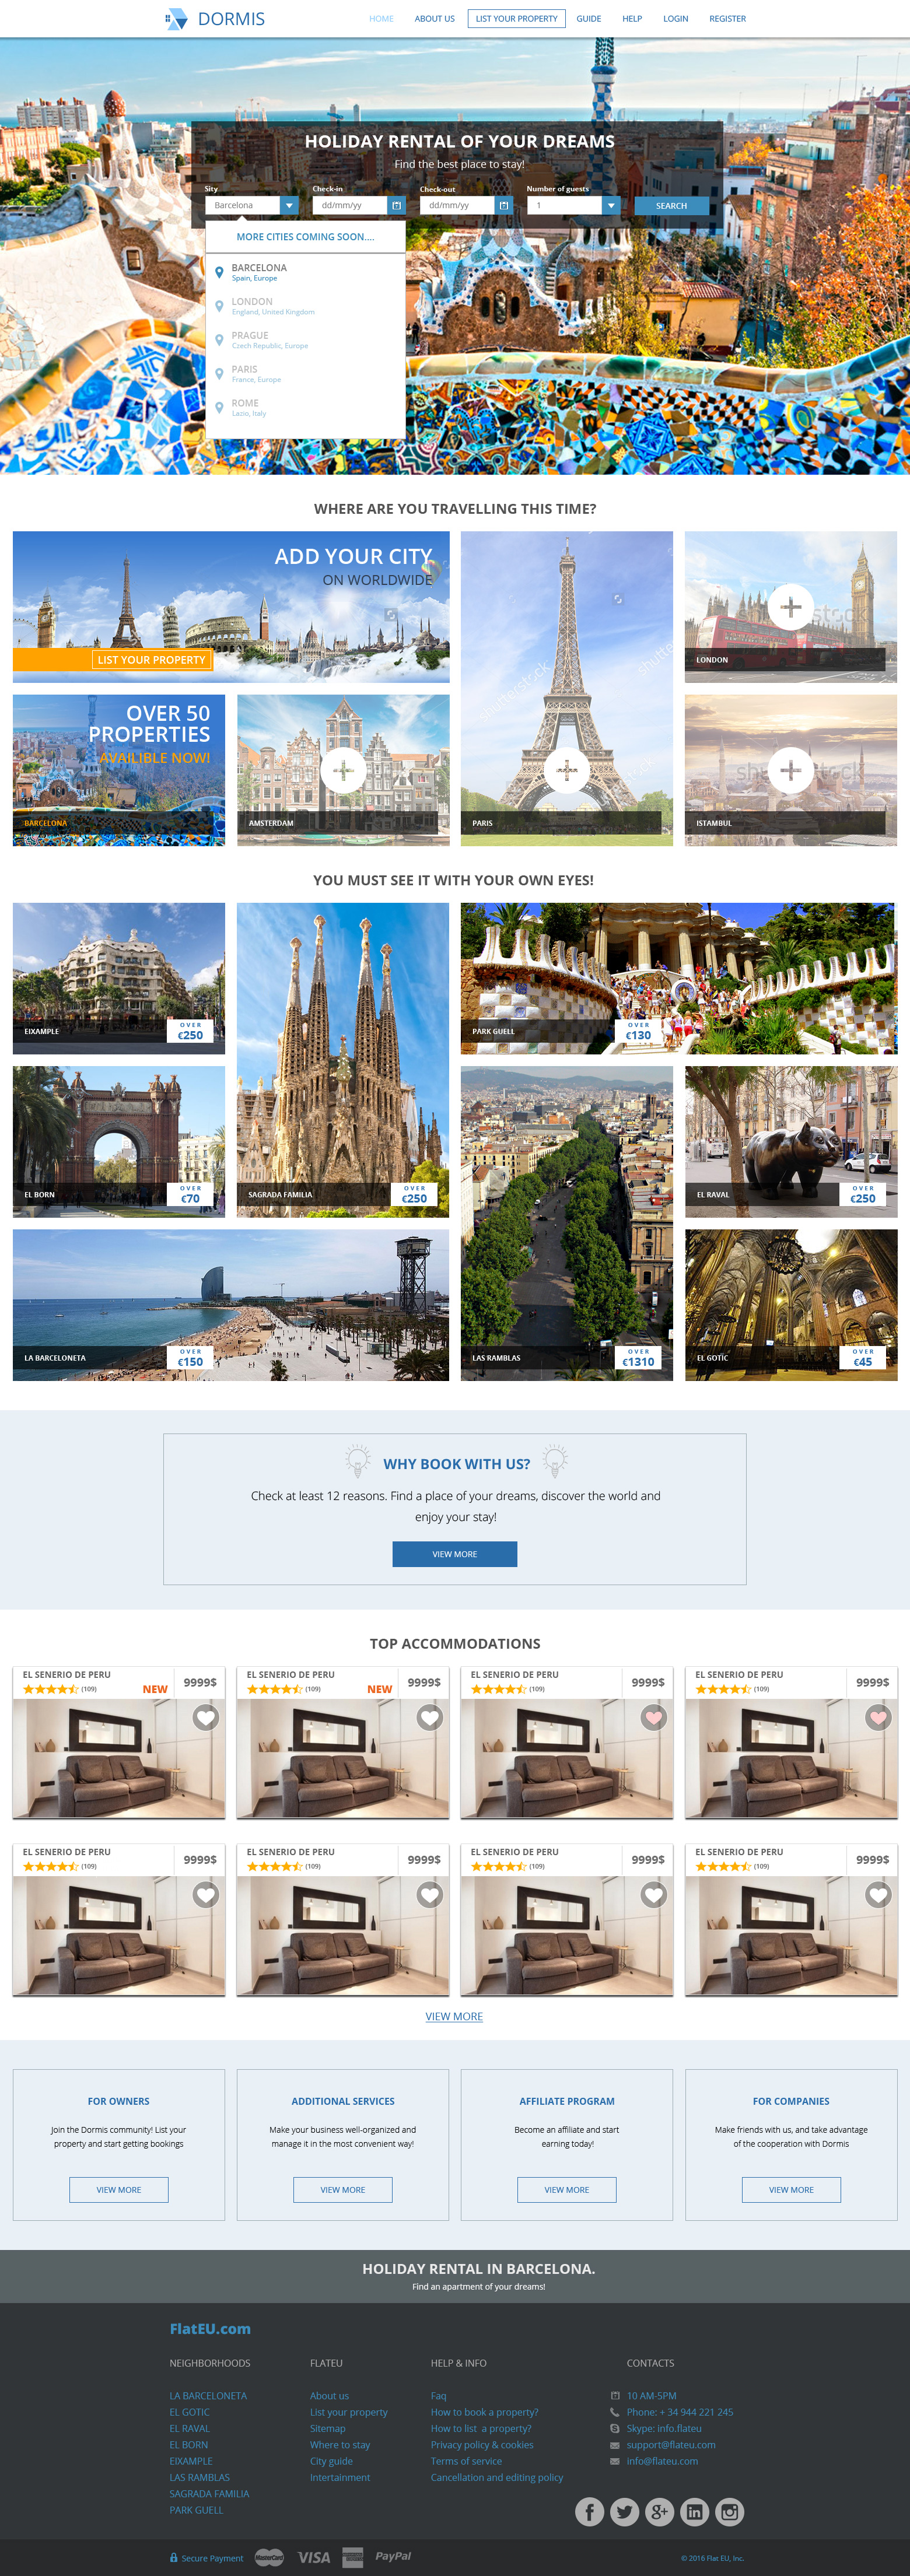 DORMIS
HOME ABOUT US LIST YOUR PROPERTY GUIDE HELP LOGIN REGISTER
HOLIDAY RENTAL OF YOUR DREAMS
Find the best place to stay!
Sity Check-in Check-out Number of guests
Barcelona dd/mm/yy dd/mm/yy 1 SEARCH
MORE CITIES COMING SOON....
BARCELONA
Spain, Europe
LONDON
England, United Kingdom
PRAGUE
Czech Republic, Europe
PARIS
France, Europe
ROME
Lazio, Italy
WHERE ARE YOU TRAVELLING THIS TIME?
ADD YOUR CITY
ON WORLDWIDE
LIST YOUR PROPERTY
LONDON
OVER 50
PROPERTIES
AVAILIBLE NOW!
BARCELONA
AMSTERDAM
shutterstock
PARIS
ISTAMBUL
YOU MUST SEE IT WITH YOUR OWN EYES!
EIXAMPLE
OVER
€250
PARK GUELL
OVER
€130
EL BORN
OVER
€70
SAGRADA FAMILIA
OVER
€250
EL RAVAL
OVER
€250
LA BARCELONETA
OVER
€150
LAS RAMBLAS
OVER
€1310
EL GOTIC
OVER
€45
WHY BOOK WITH US?
Check at least 12 reasons. Find a place of your dreams, discover the world and
enjoy your stay!
VIEW MORE
TOP ACCOMMODATIONS
EL SENERIO DE PERU
(109) NEW 9999$
EL SENERIO DE PERU
(109) NEW 9999$
EL SENERIO DE PERU
(109) 9999$
EL SENERIO DE PERU
(109) 9999$
EL SENERIO DE PERU
(109) 9999$
EL SENERIO DE PERU
(109) 9999$
EL SENERIO DE PERU
(109) 9999$
EL SENERIO DE PERU
(109) 9999$
VIEW MORE
FOR OWNERS
Join the Dormis community! List your
property and start getting bookings
VIEW MORE
ADDITIONAL SERVICES
Make your business well-organized and
manage it in the most convenient way!
VIEW MORE
AFFILIATE PROGRAM
Become an affiliate and start
earning today!
VIEW MORE
FOR COMPANIES
Make friends with us, and take advantage
of the cooperation with Dormis
VIEW MORE
HOLIDAY RENTAL IN BARCELONA.
Find an apartment of your dreams!
FlatEU.com
NEIGHBORHOODS
LA BARCELONETA
EL GOTIC
EL RAVAL
EL BORN
EIXAMPLE
LAS RAMBLAS
SAGRADA FAMILIA
PARK GUELL
FLATEU
About us
List your property
Sitemap
Where to stay
City guide
Intertainment
HELP & INFO
Faq
How to book a property?
How to list a property?
Privacy policy & cookies
Terms of service
Cancellation and editing policy
CONTACTS
10 AM-5PM
Phone: + 34 944 221 245
Skype: info.flateu
support@flateu.com
info@flateu.com
Secure Payment MasterCard VISA AMERICAN EXPRESS PayPal
© 2016 Flat EU, Inc.